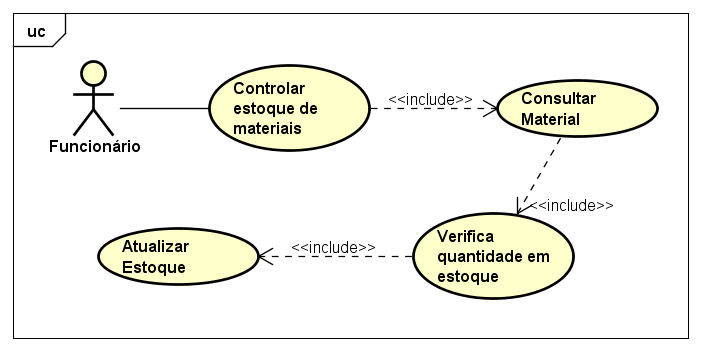 uc
Controlar
estoque de
materiais
<<include>>
Consultar
Material
Funcionário
<<include>>
Verifica
quantidade em
estoque
<<include>>
Atualizar
Estoque